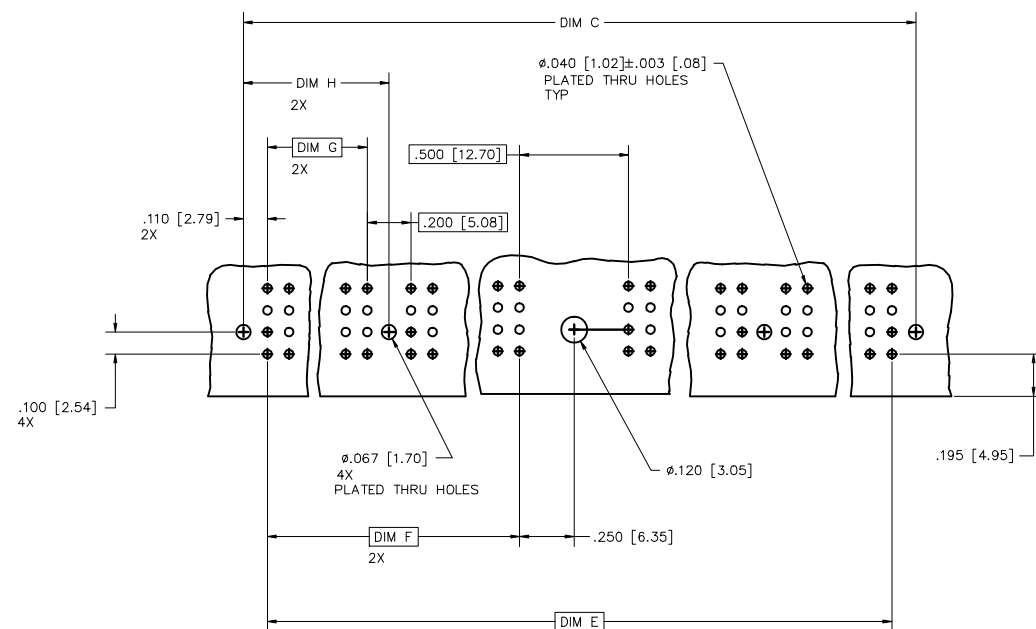 DIM C
ø.040 [1.02]±.003 [.08]
PLATED THRU HOLES
TYP
DIM H
2X
DIM G
2X
.500 [12.70]
.110 [2.79]
2X
.200 [5.08]
.100 [2.54]
4X
ø.067 [1.70]
4X
PLATED THRU HOLES
ø.120 [3.05]
.195 [4.95]
DIM F
2X
.250 [6.35]
DIM E